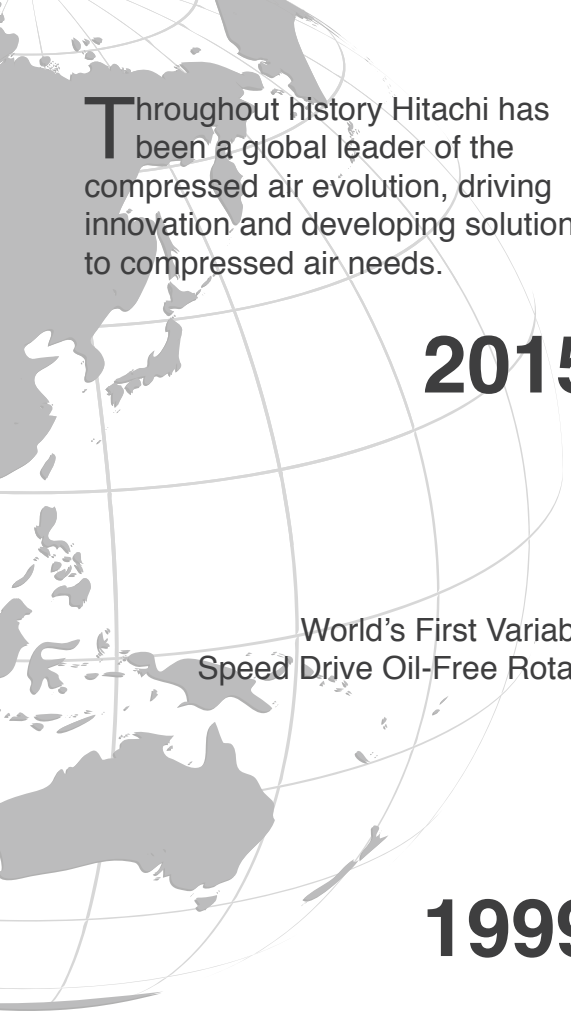 Throughout history Hitachi has
been a global leader of the
compressed air evolution, driving
innovation and developing solution
to compressed air needs.
2015
World’s First Variab
Speed Drive Oil-Free Rota
1999